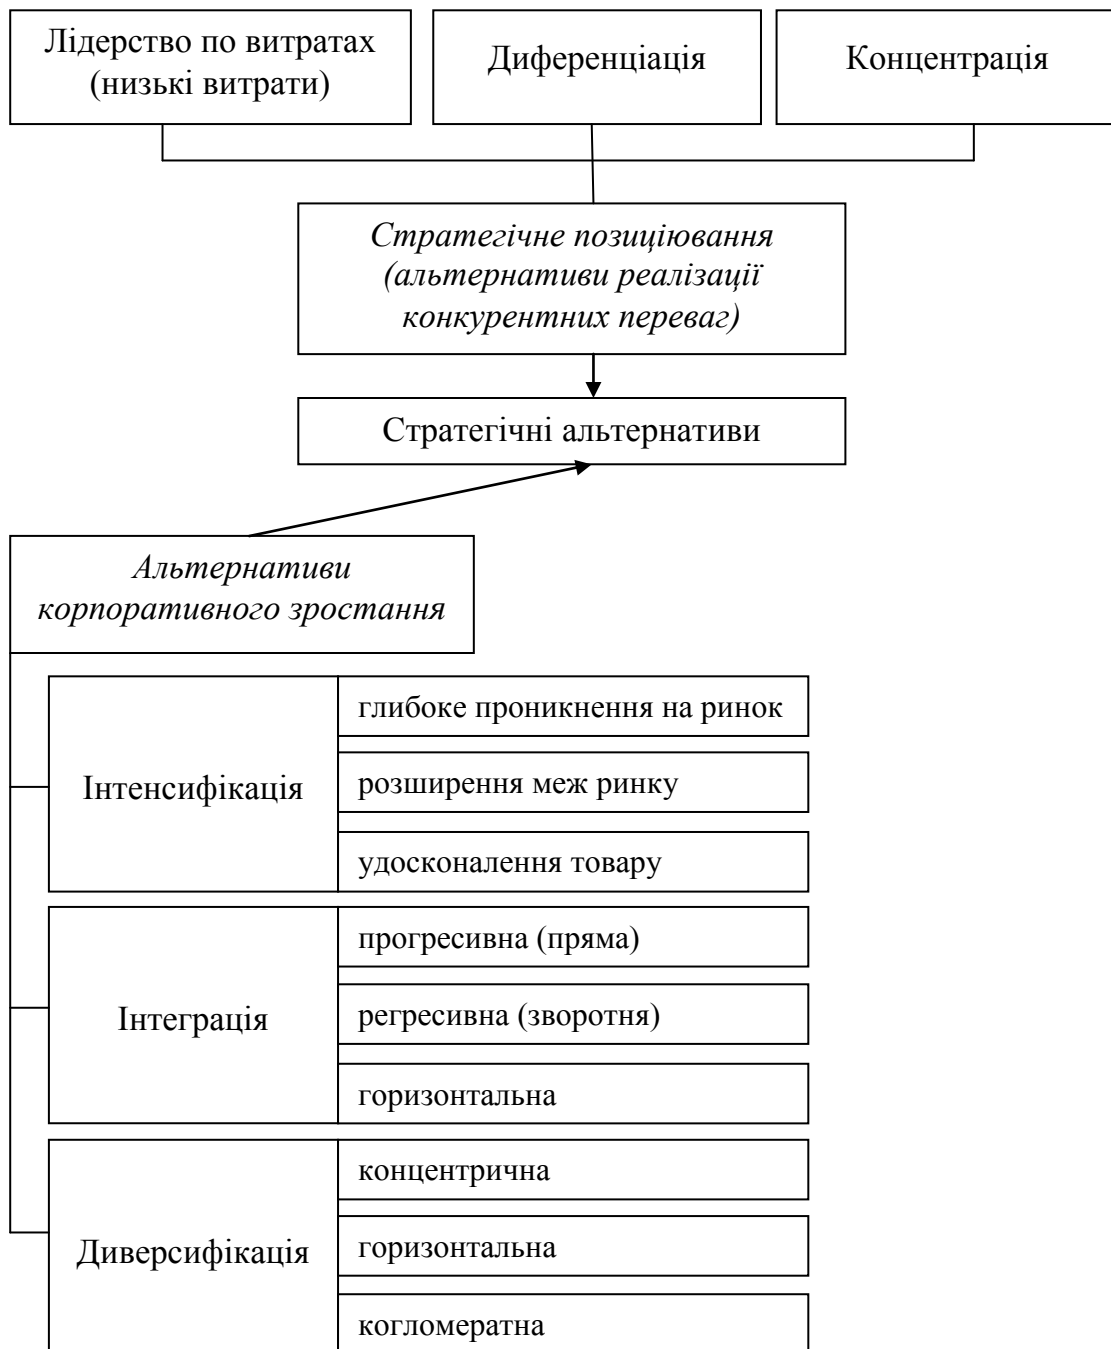 Лідерство по витратах
(низькі витрати)
Диференціація
Концентрація
Стратегічне позиціювання
(альтернативи реалізації
конкурентних переваг)
Стратегічні альтернативи
Альтернативи
корпоративного зростання
Інтенсифікація
глибоке проникнення на ринок
розширення меж ринку
удосконалення товару
Інтеграція
прогресивна (пряма)
регресивна (зворотня)
горизонтальна
Диверсифікація
концентрична
горизонтальна
когломератна